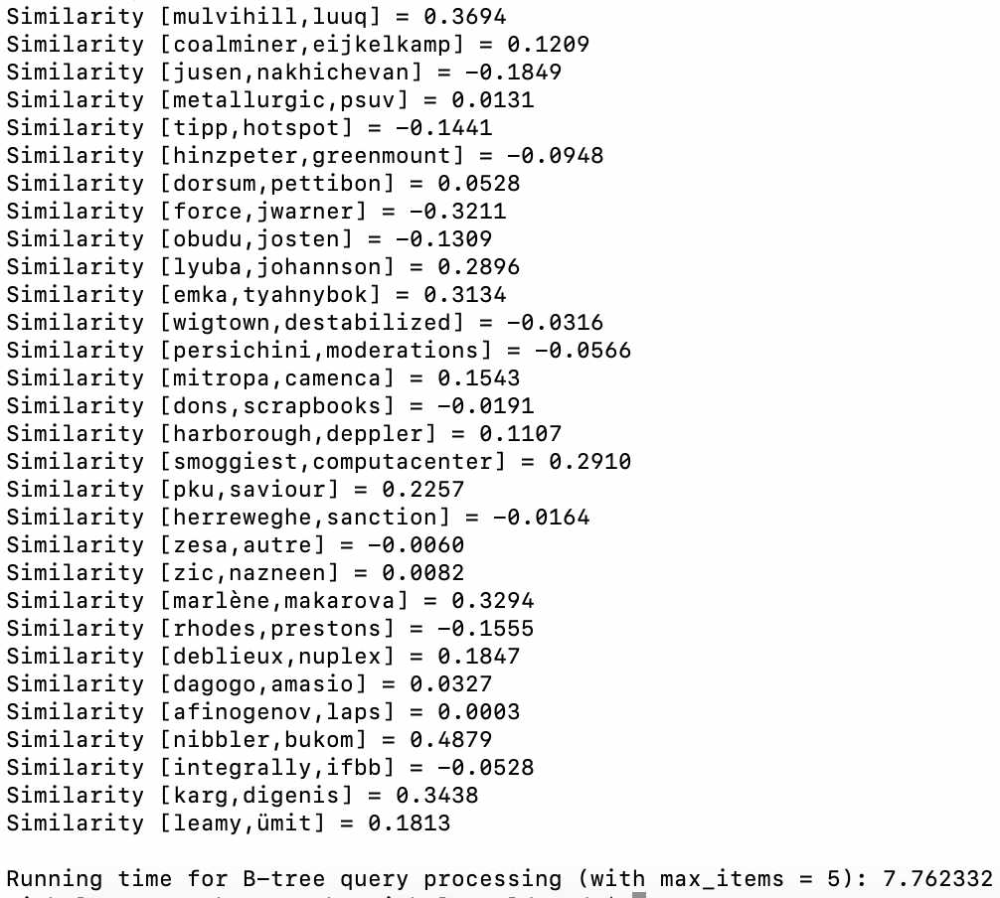 Similarity [mulvihill,luuq] = 0.3694
Similarity [coalminer,eijkelkamp] = 0.1209
Similarity [jusen,nakhichevan] = -0.1849
Similarity [metallurgic,psuv] = 0.0131
Similarity [tipp,hotspot] = -0.1441
Similarity [hinzpeter,greenmount] = -0.0948
Similarity [dorsum,pettibon] = 0.0528
Similarity [force,jwarner] = -0.3211
Similarity [obudu,josten] = -0.1309
Similarity [lyuba,johannson] = 0.2896
Similarity [emka,tyahnybok] = 0.3134
Similarity [wigtown,destabilized] = -0.0316
Similarity [persichini,moderations] = -0.0566
Similarity [mitropa,camenca] = 0.1543
Similarity [dons,scrapbooks] = -0.0191
Similarity [harborough,deppler] = 0.1107
Similarity [smoggiest,computacenter] = 0.2910
Similarity [pku,saviour] = 0.2257
Similarity [herreweghe,sanction] = -0.0164
Similarity [zesa,autre] = -0.0060
Similarity [zic,nazneen] = 0.0082
Similarity [marlène,makarova] = 0.3294
Similarity [rhodes,prestons] = -0.1555
Similarity [deblieux,nuplex] = 0.1847
Similarity [dagogo,amasio] = 0.0327
Similarity [afinogenov,laps] = 0.0003
Similarity [nibbler,bukom] = 0.4879
Similarity [integrally,ifbb] = -0.0528
Similarity [karg,digenis] = 0.3438
Similarity [leamy,ümit] = 0.1813
Running time for B-tree query processing (with max_items = 5): 7.762332